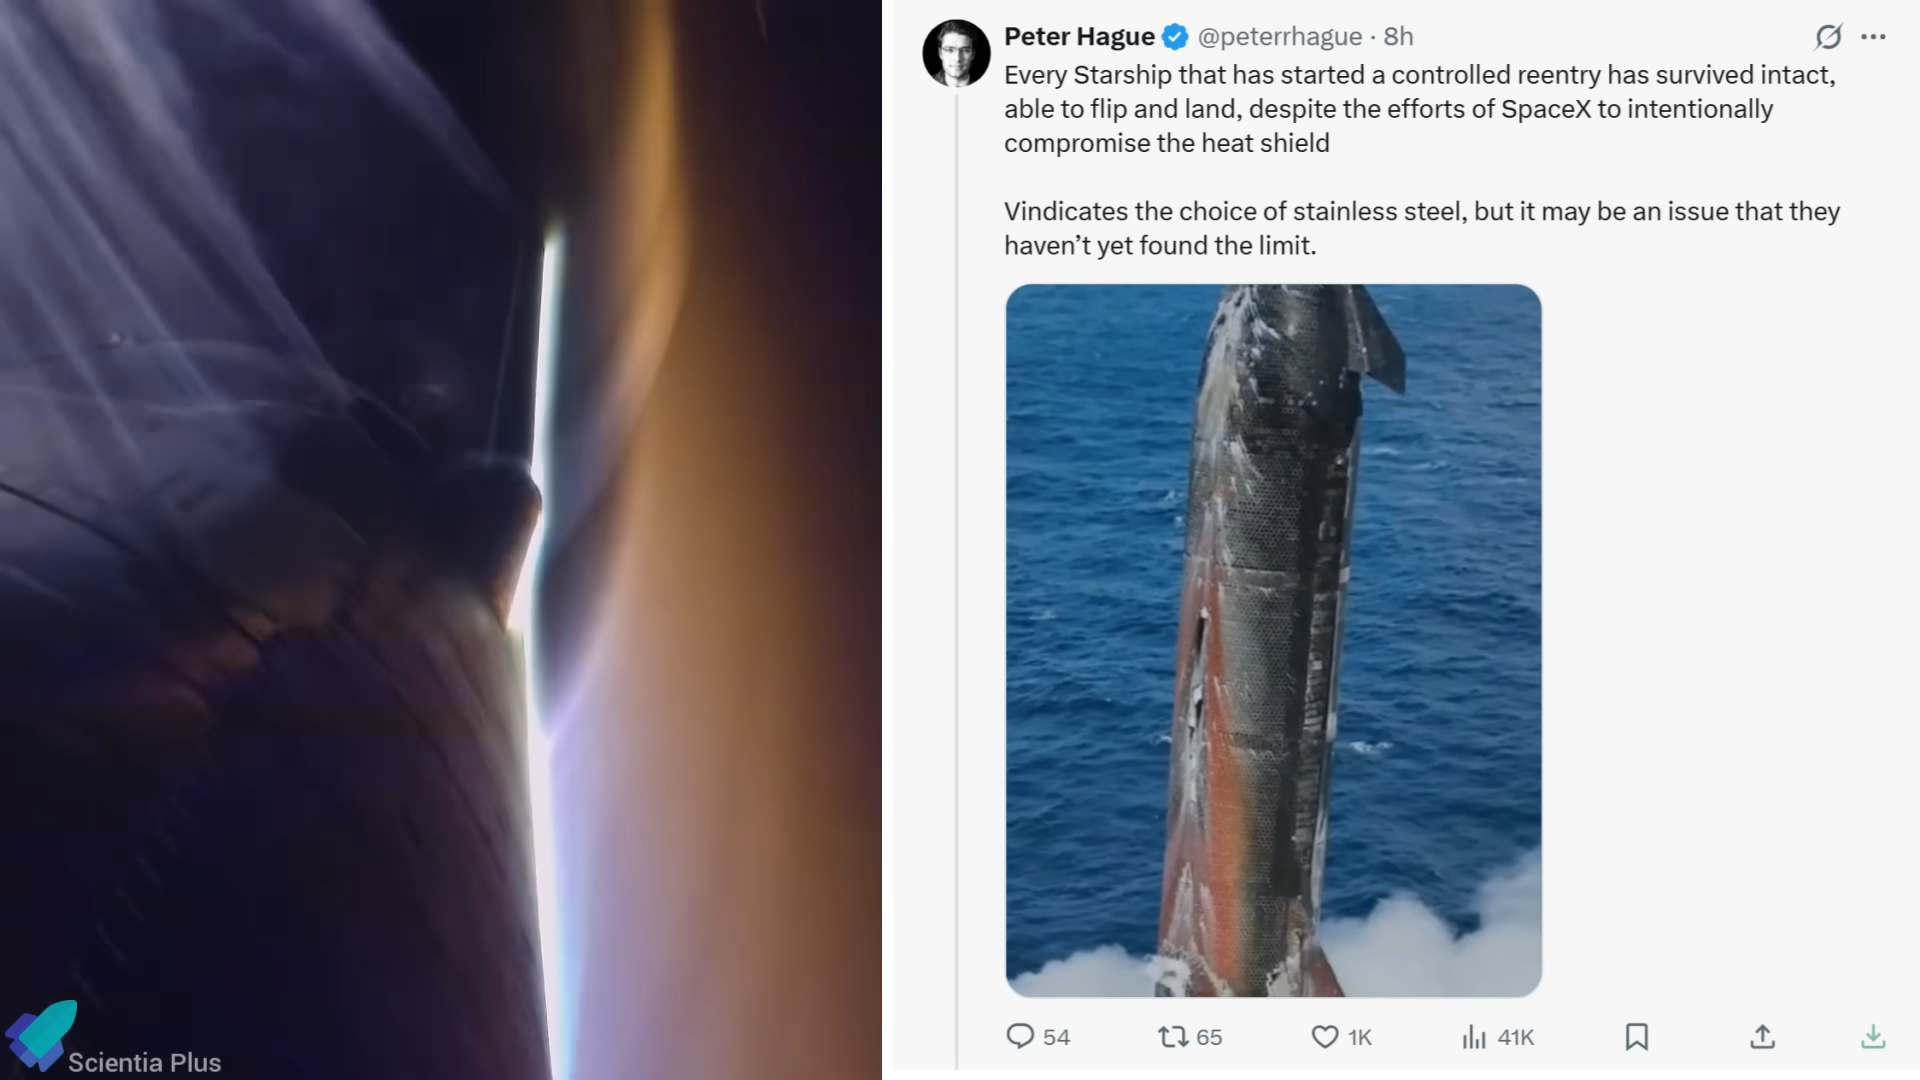 Peter Hague @peterrhague · 8h
Every Starship that has started a controlled reentry has survived intact,
able to flip and land, despite the efforts of SpaceX to intentionally
compromise the heat shield
Vindicates the choice of stainless steel, but it may be an issue that they
haven’t yet found the limit.
54 65 1K 41K
Scientia Plus